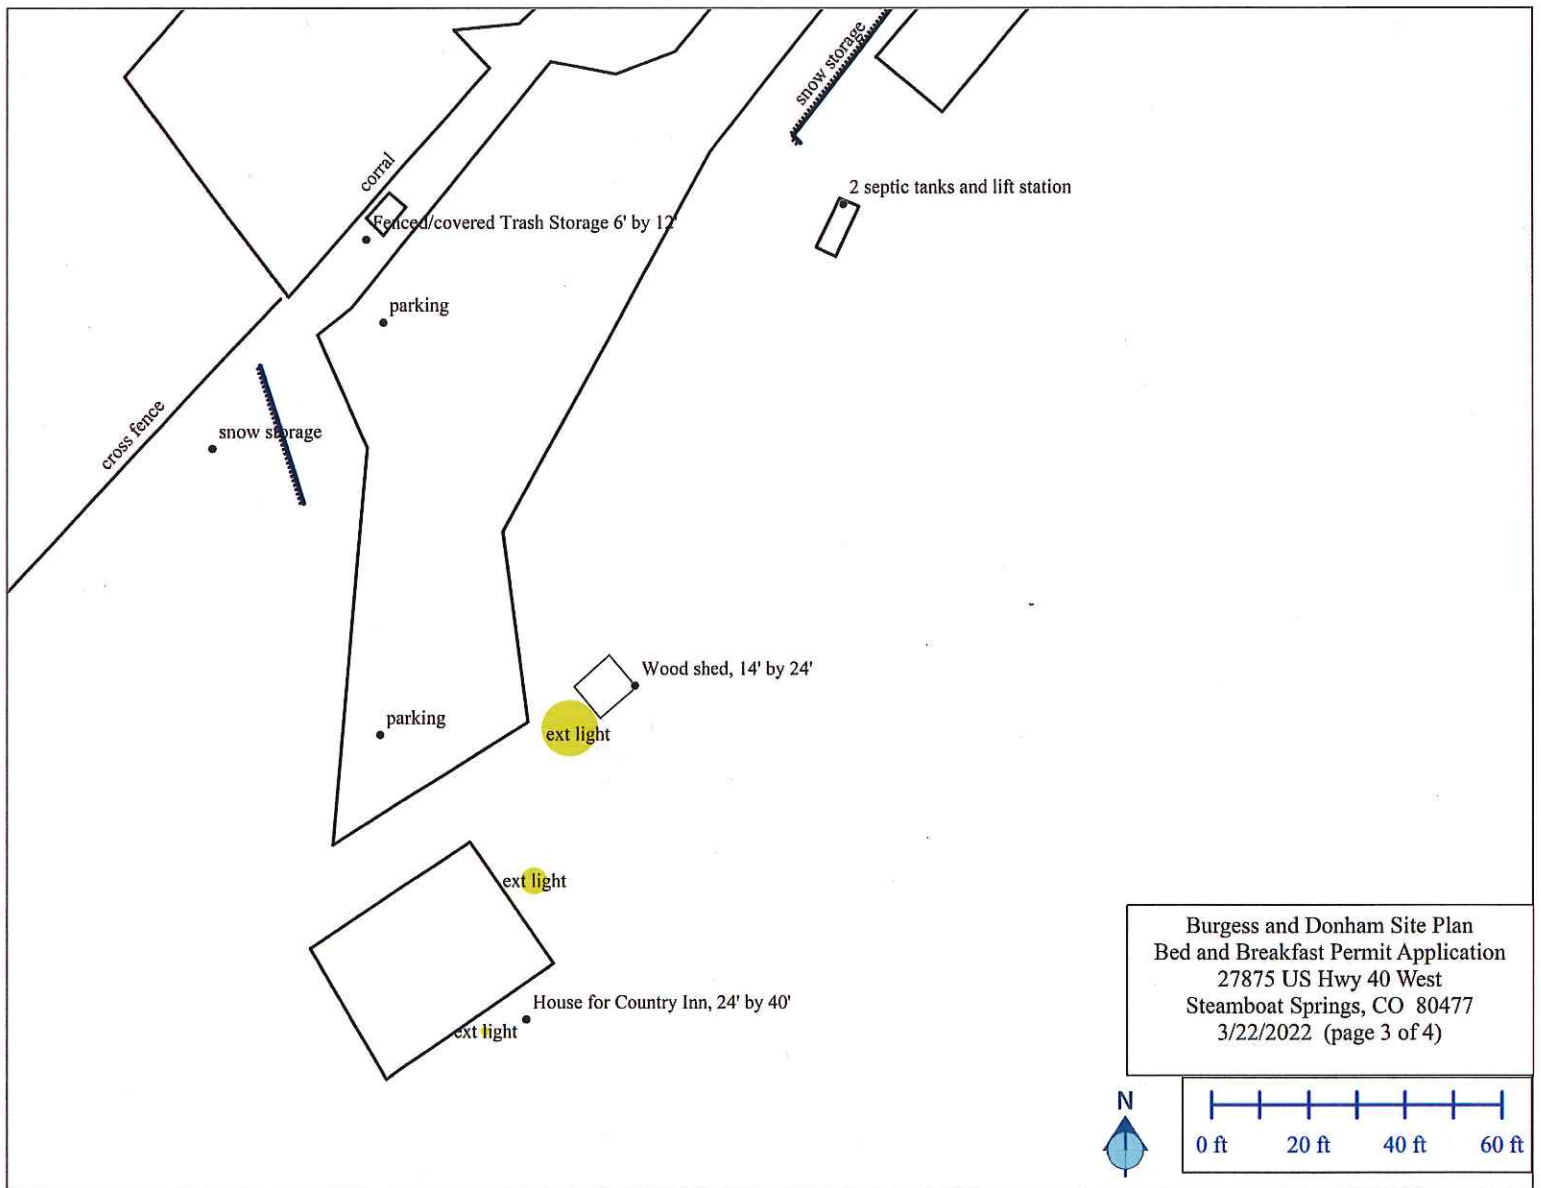 snow storage
corral
2 septic tanks and lift station
Fenced/covered Trash Storage 6' by 12'
parking
cross fence
snow storage
Wood shed, 14' by 24'
parking
ext light
ext light
House for Country Inn, 24' by 40'
ext light
Burgess and Donham Site Plan
Bed and Breakfast Permit Application
27875 US Hwy 40 West
Steamboat Springs, CO 80477
3/22/2022 (page 3 of 4)
N
0 ft 20 ft 40 ft 60 ft